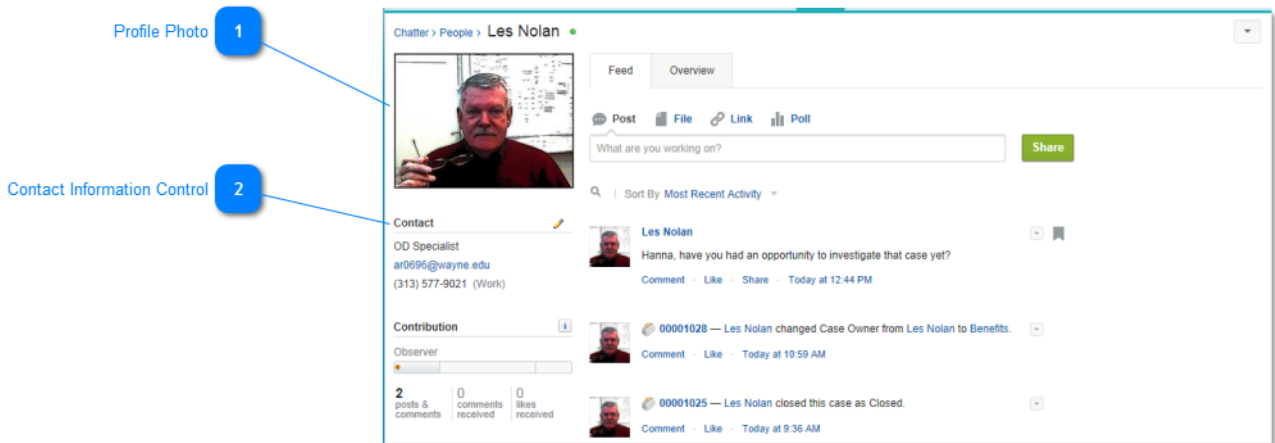 Profile Photo 1
Contact Information Control 2
Chatter › People › Les Nolan
Feed Overview
Post File Link Poll
What are you working on?
Share
Sort By Most Recent Activity
Contact
OD Specialist
ar0696@wayne.edu
(313) 577-9021 (Work)
Contribution
Observer
2 posts & comments
0 comments received
0 likes received
Les Nolan
Hanna, have you had an opportunity to investigate that case yet?
Comment · Like · Share · Today at 12:44 PM
00001028 — Les Nolan changed Case Owner from Les Nolan to Benefits.
Comment · Like · Today at 10:59 AM
00001025 — Les Nolan closed this case as Closed.
Comment · Like · Today at 9:36 AM